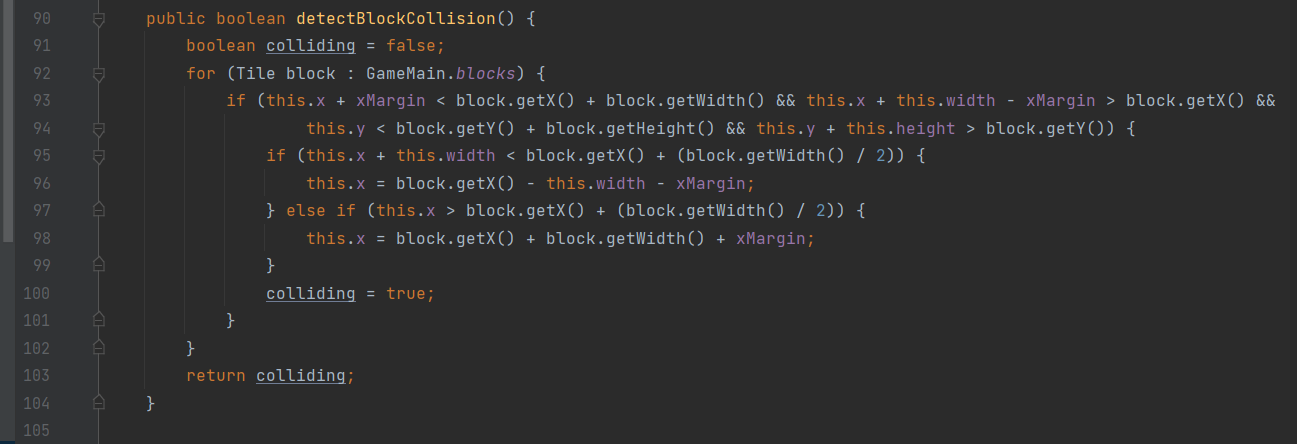 90 public boolean detectBlockCollision() {
91 boolean colliding = false;
92 for (Tile block : GameMain.blocks) {
93 if (this.x + xMargin < block.getX() + block.getWidth() && this.x + this.width - xMargin > block.getX() &&
94 this.y < block.getY() + block.getHeight() && this.y + this.height > block.getY()) {
95 if (this.x + this.width < block.getX() + (block.getWidth() / 2)) {
96 this.x = block.getX() - this.width - xMargin;
97 } else if (this.x > block.getX() + (block.getWidth() / 2)) {
98 this.x = block.getX() + block.getWidth() + xMargin;
99 }
100 colliding = true;
101 }
102 }
103 return colliding;
104 }
105